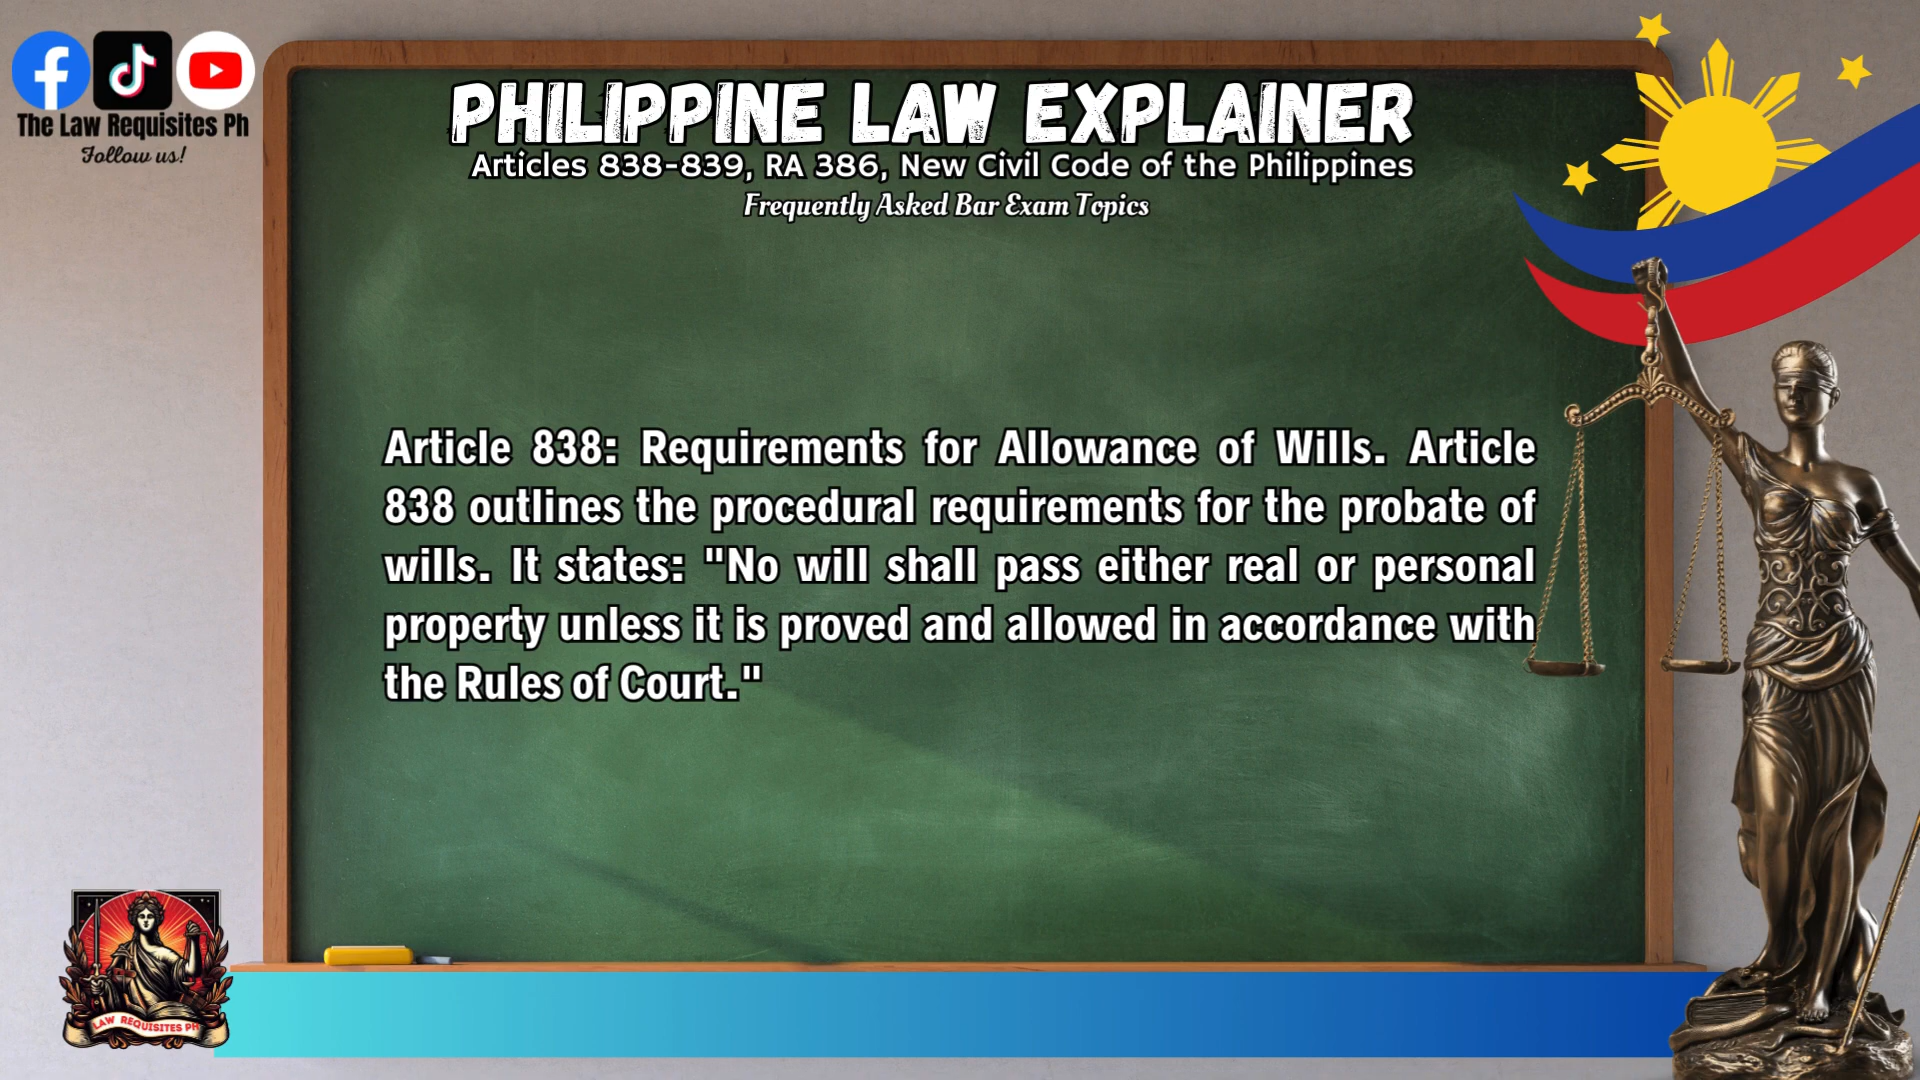 The Law Requisites Ph
Follow us!
PHILIPPINE LAW EXPLAINER
Articles 838-839, RA 386, New Civil Code of the Philippines
Frequently Asked Bar Exam Topics
Article 838: Requirements for Allowance of Wills. Article
838 outlines the procedural requirements for the probate of
wills. It states: "No will shall pass either real or personal
property unless it is proved and allowed in accordance with
the Rules of Court."
LAW REQUISITES PH